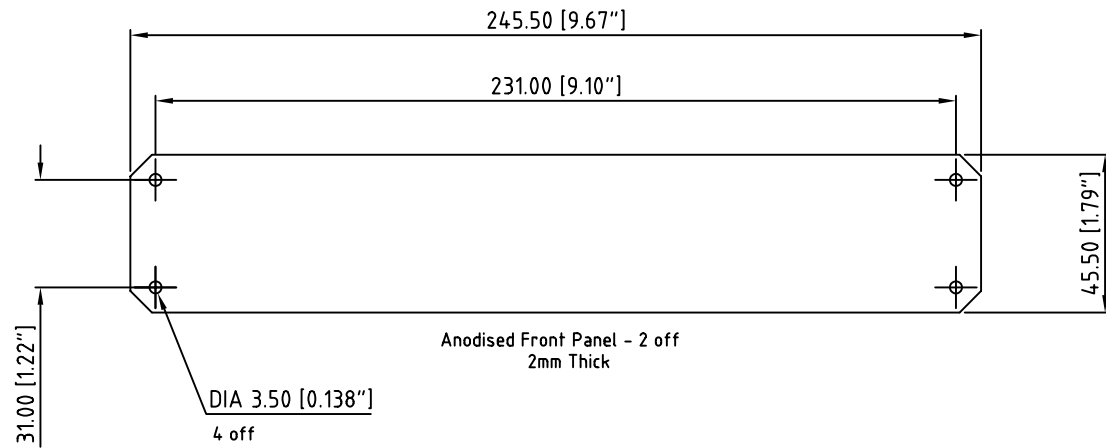 245.50 [9.67"]
231.00 [9.10"]
45.50 [1.79"]
31.00 [1.22"]
Anodised Front Panel - 2 off
2mm Thick
DIA 3.50 [0.138"]
4 off